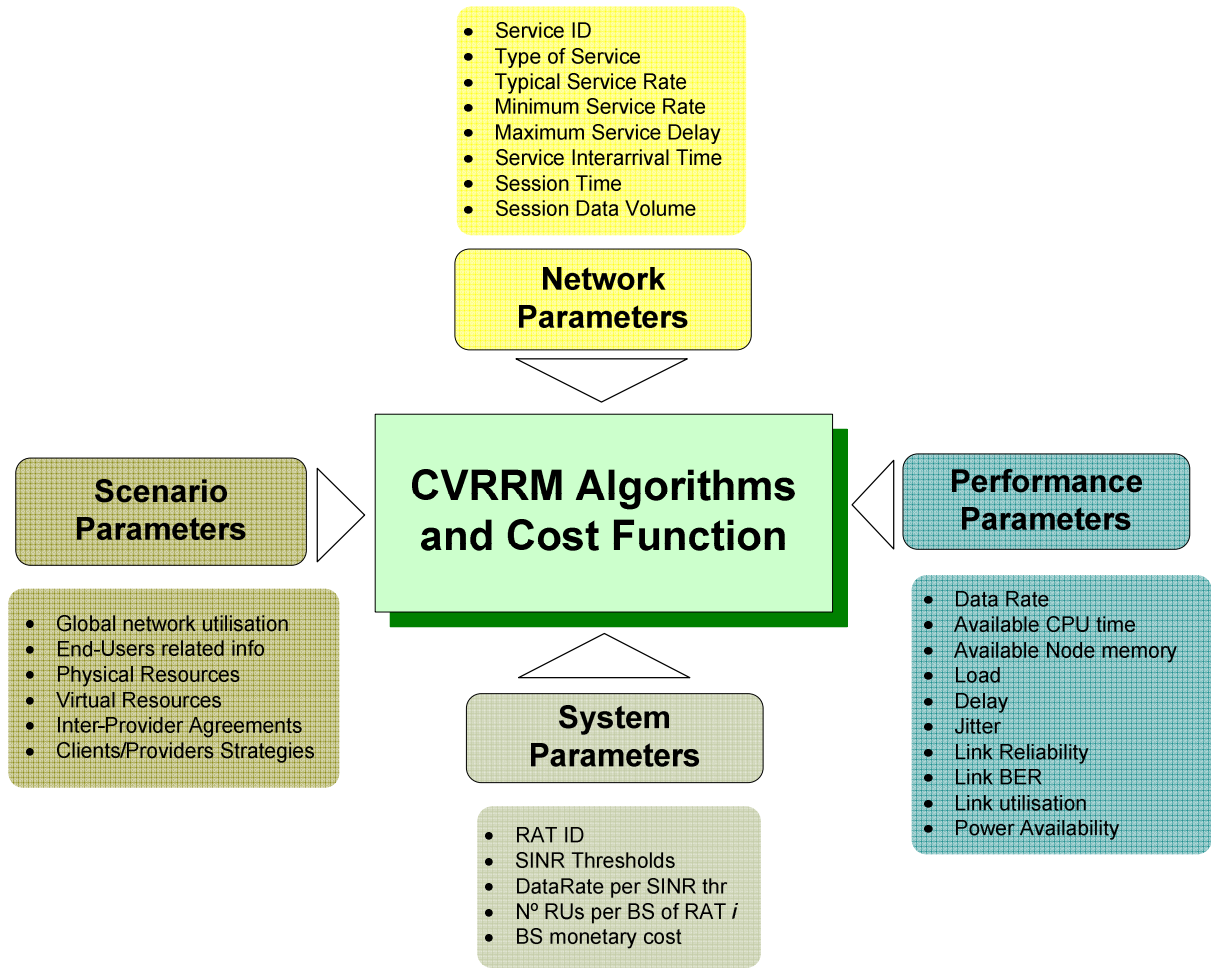 • Service ID
• Type of Service
• Typical Service Rate
• Minimum Service Rate
• Maximum Service Delay
• Service Interarrival Time
• Session Time
• Session Data Volume
Network
Parameters
CVRRM Algorithms
and Cost Function
Scenario
Parameters
• Global network utilisation
• End-Users related info
• Physical Resources
• Virtual Resources
• Inter-Provider Agreements
• Clients/Providers Strategies
System
Parameters
• RAT ID
• SINR Thresholds
• DataRate per SINR thr
• Nº RUs per BS of RAT i
• BS monetary cost
Performance
Parameters
• Data Rate
• Available CPU time
• Available Node memory
• Load
• Delay
• Jitter
• Link Reliability
• Link BER
• Link utilisation
• Power Availability